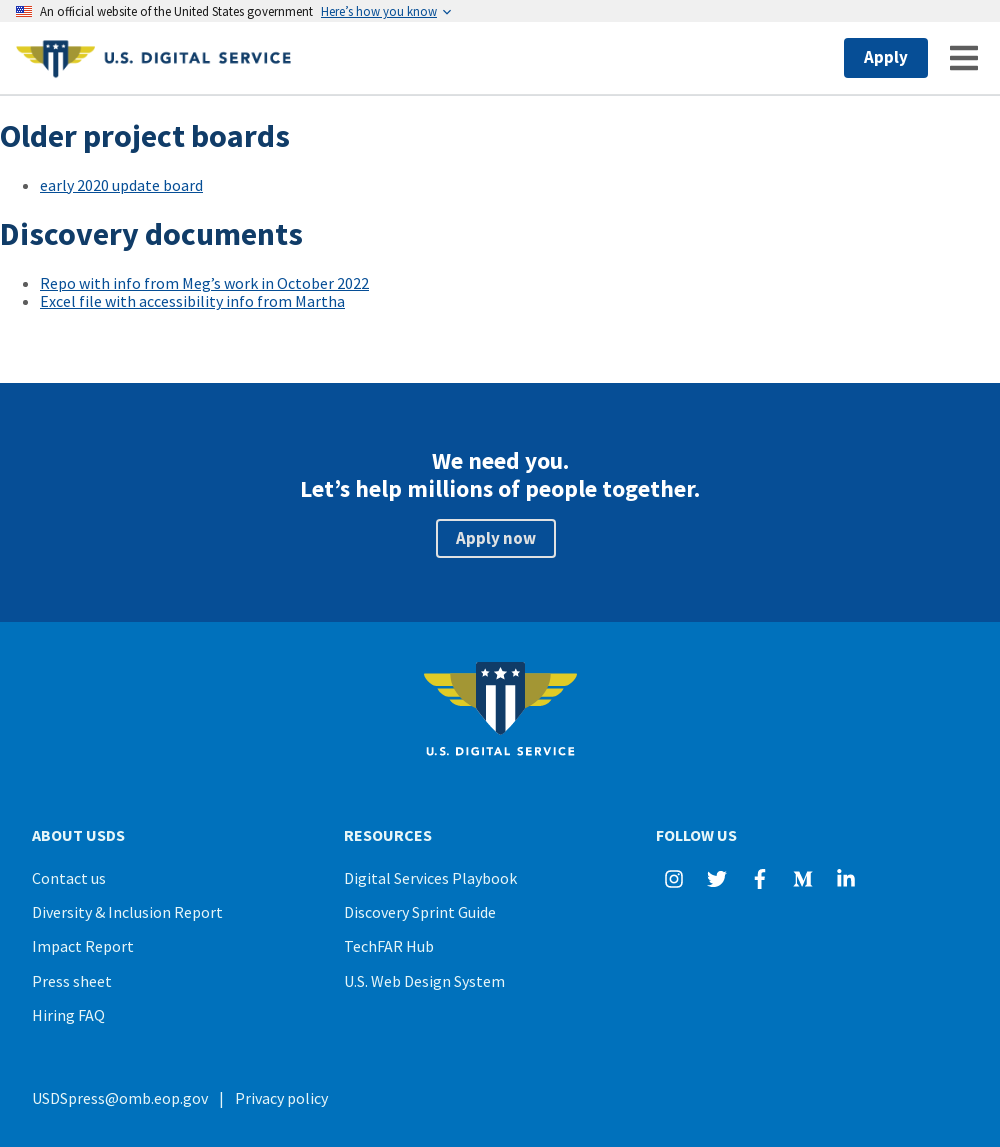 An official website of the United States government Here’s how you know
U.S. DIGITAL SERVICE
Apply
Older project boards
early 2020 update board
Discovery documents
Repo with info from Meg’s work in October 2022
Excel file with accessibility info from Martha
We need you.
Let’s help millions of people together.
Apply now
U.S. DIGITAL SERVICE
ABOUT USDS
Contact us
Diversity & Inclusion Report
Impact Report
Press sheet
Hiring FAQ
RESOURCES
Digital Services Playbook
Discovery Sprint Guide
TechFAR Hub
U.S. Web Design System
FOLLOW US
USDSpress@omb.eop.gov | Privacy policy